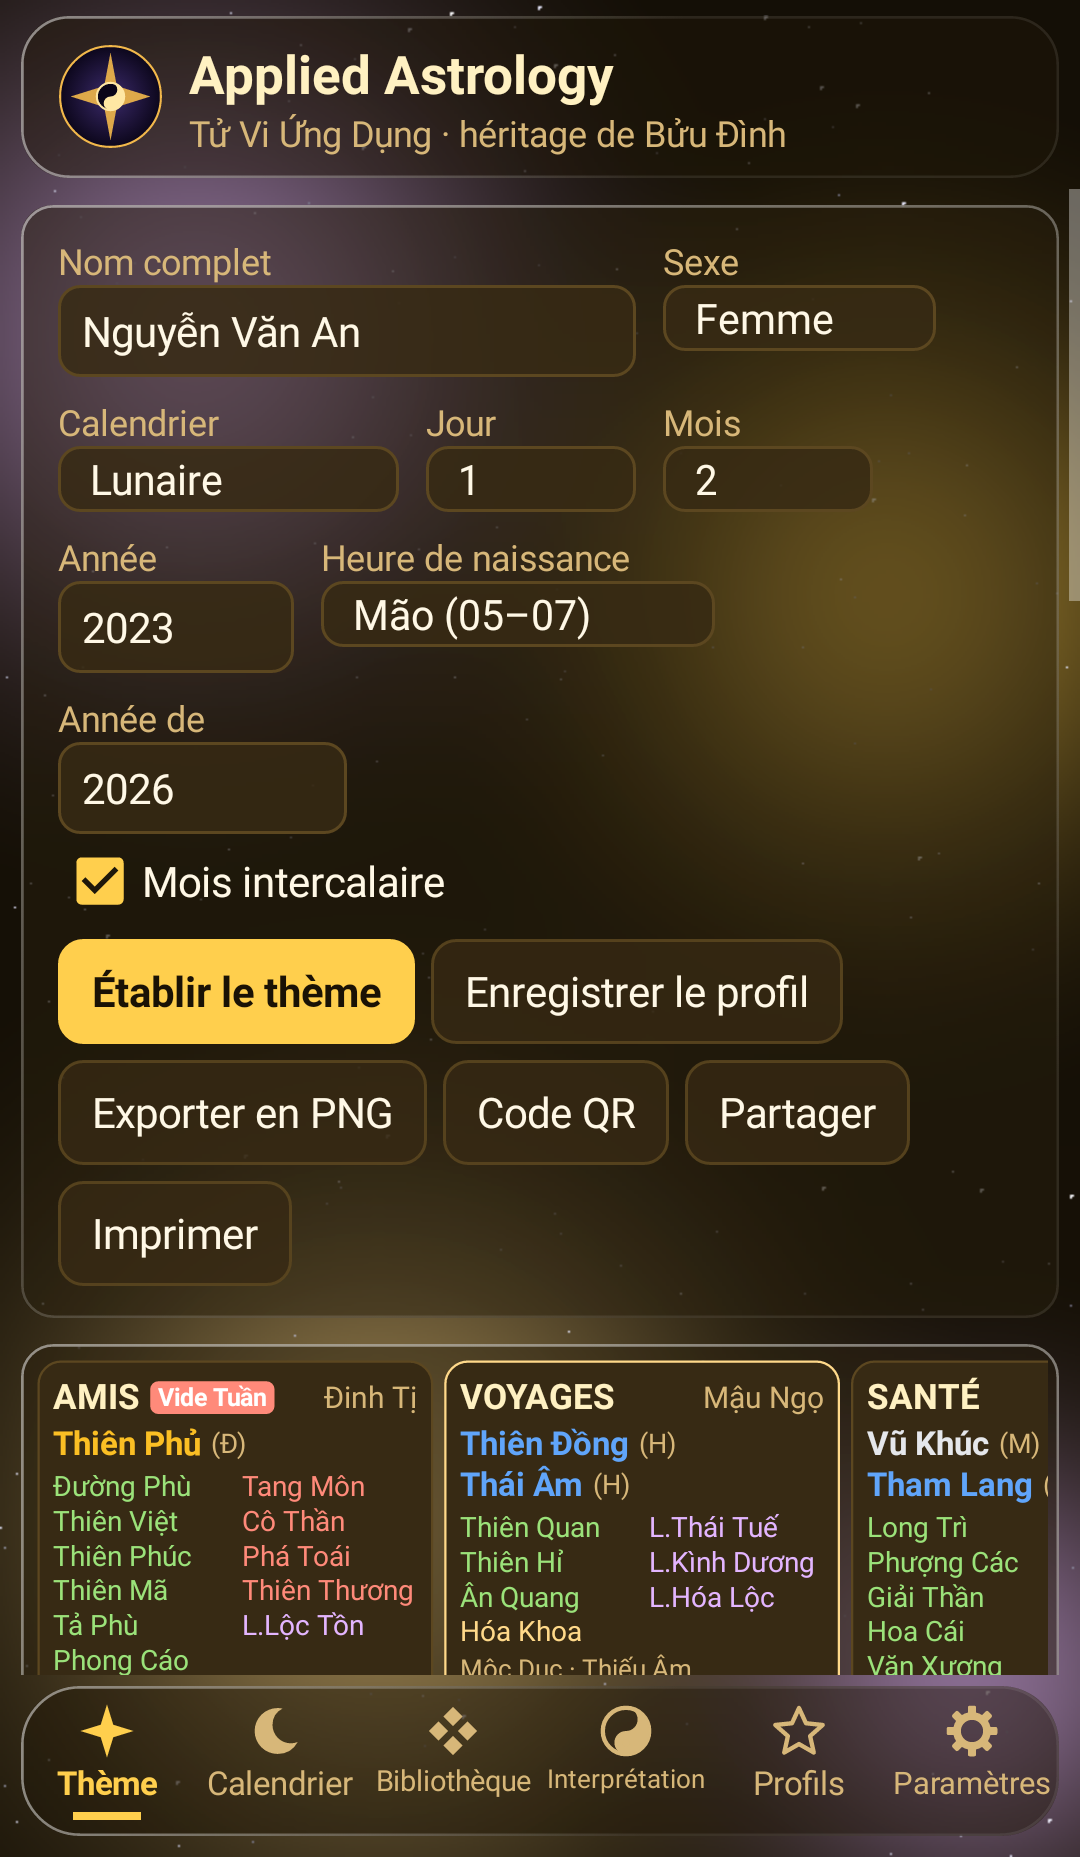 Applied Astrology
Tử Vi Ứng Dụng · héritage de Bửu Đình
Nom complet
Sexe
Nguyễn Văn An
Femme
Calendrier
Jour
Mois
Lunaire
1
2
Année
Heure de naissance
2023
Mão (05–07)
Année de
2026
Mois intercalaire
Établir le thème
Enregistrer le profil
Exporter en PNG
Code QR
Partager
Imprimer
AMIS
Vide Tuần
Đinh Tị
Thiên Phủ (Đ)
Đường Phù
Tang Môn
Thiên Việt
Cô Thần
Thiên Phúc
Phá Toái
Thiên Mã
Thiên Thương
Tả Phù
L.Lộc Tồn
Phong Cáo
VOYAGES
Mậu Ngọ
Thiên Đồng (H)
Thái Âm (H)
Thiên Quan
L.Thái Tuế
Thiên Hỉ
L.Kình Dương
Ân Quang
L.Hóa Lộc
Hóa Khoa
Mộc Dục · Thiếu Âm
SANTÉ
Vũ Khúc (M)
Tham Lang (
Long Trì
Phượng Các
Giải Thần
Hoa Cái
Văn Xương
Thème
Calendrier
Bibliothèque
Interprétation
Profils
Paramètres